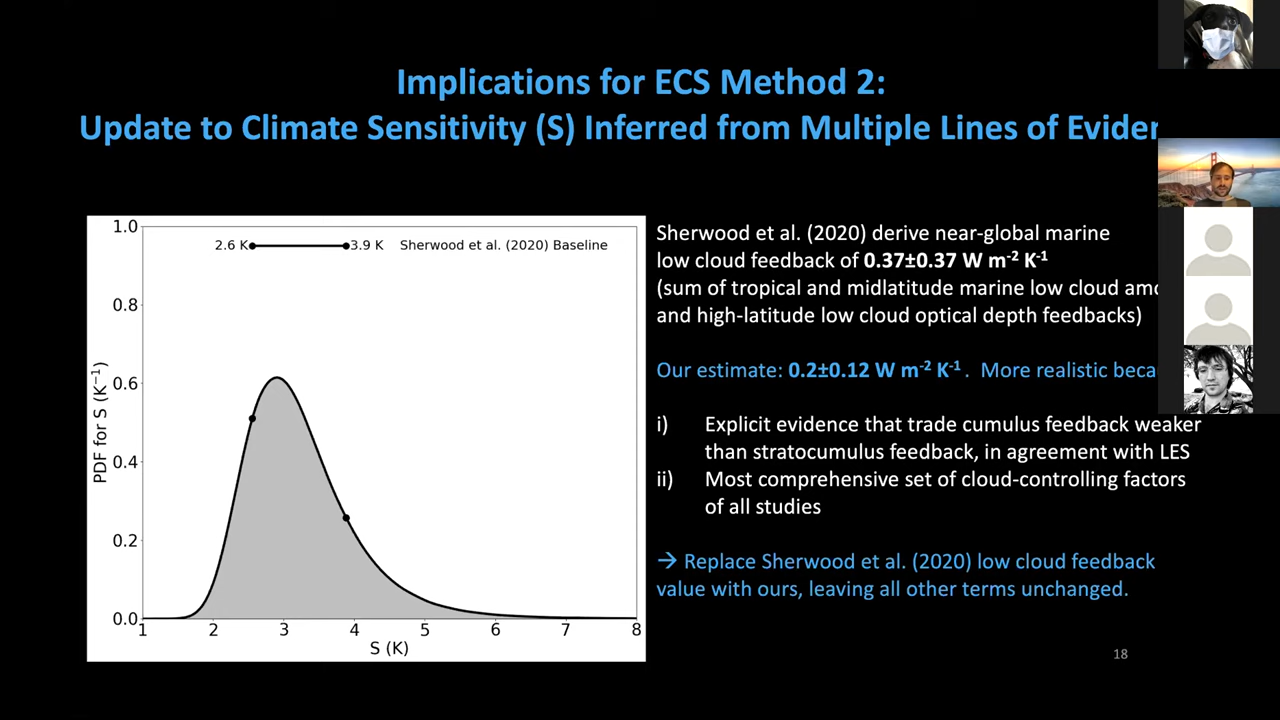 Implications for ECS Method 2:
Update to Climate Sensitivity (S) Inferred from Multiple Lines of Eviden
1.0
0.8
0.6
0.4
0.2
0.0
PDF for S (K⁻¹)
2.6 K
3.9 K
Sherwood et al. (2020) Baseline
1 2 3 4 5 6 7 8
S (K)
Sherwood et al. (2020) derive near-global marine
low cloud feedback of 0.37±0.37 W m⁻² K⁻¹
(sum of tropical and midlatitude marine low cloud amo
and high-latitude low cloud optical depth feedbacks)
Our estimate: 0.2±0.12 W m⁻² K⁻¹. More realistic beca
i) Explicit evidence that trade cumulus feedback weaker
than stratocumulus feedback, in agreement with LES
ii) Most comprehensive set of cloud-controlling factors
of all studies
→ Replace Sherwood et al. (2020) low cloud feedback
value with ours, leaving all other terms unchanged.
18